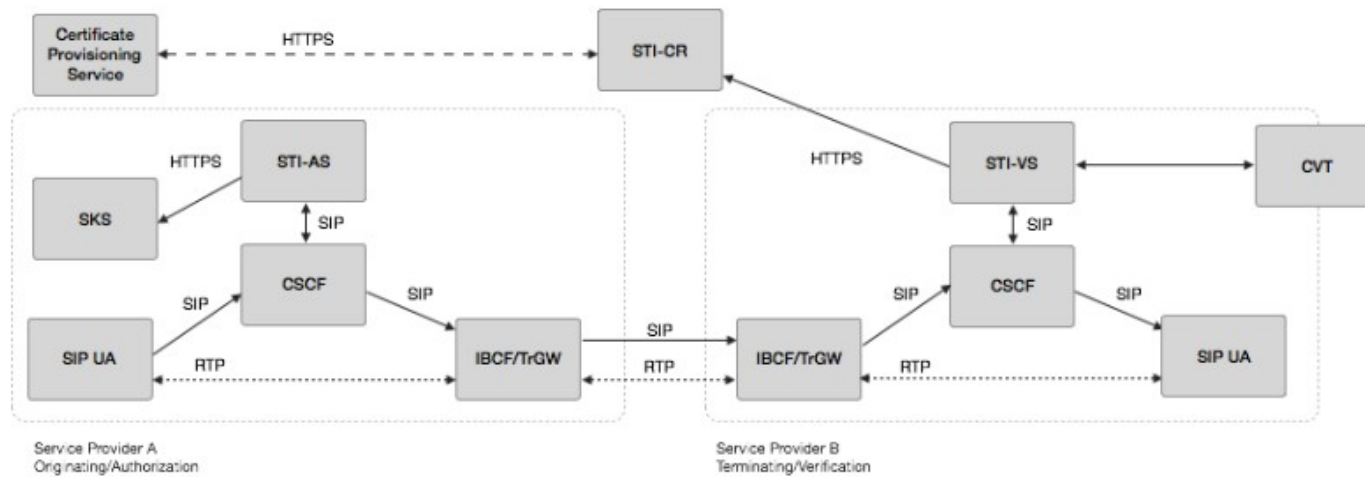 Certificate
Provisioning
Service
HTTPS
STI-CR
HTTPS
STI-AS
HTTPS
STI-VS
CVT
SKS
SIP
SIP
CSCF
CSCF
SIP
SIP
SIP
SIP
SIP
SIP UA
IBCF/TrGW
IBCF/TrGW
SIP UA
RTP
RTP
RTP
Service Provider A
Originating/Authorization
Service Provider B
Terminating/Verification